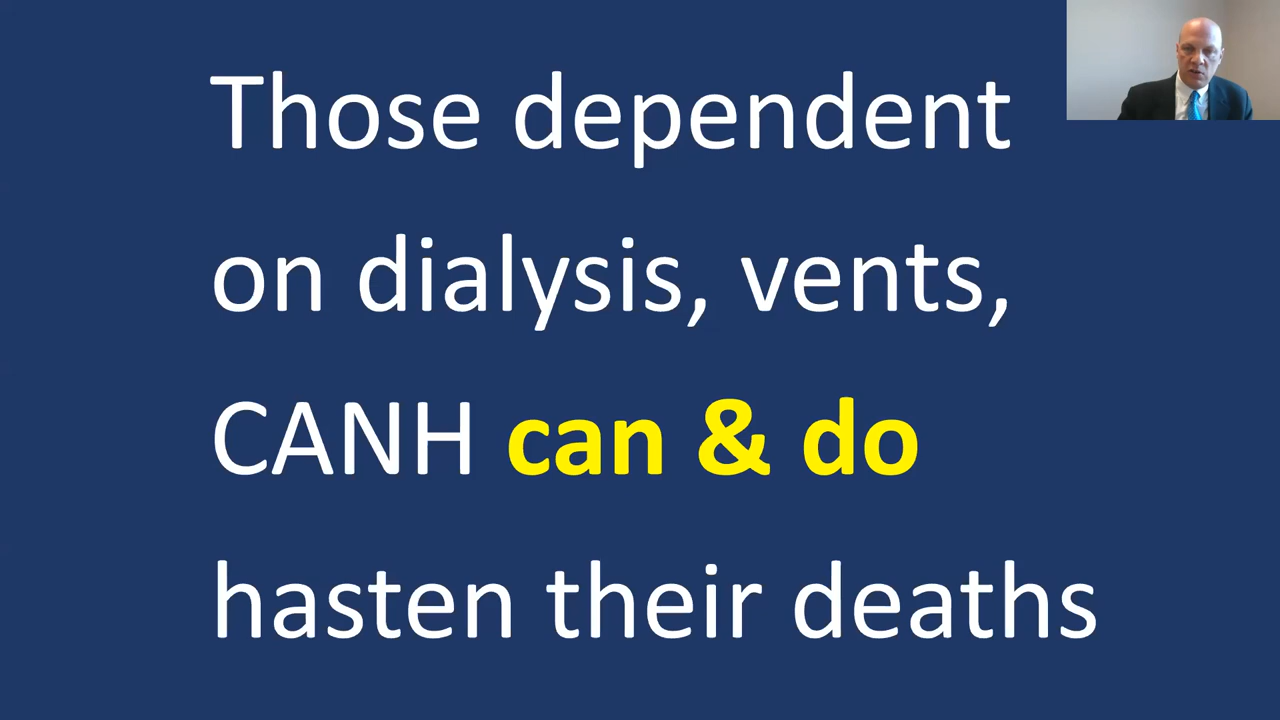 Those dependent
on dialysis, vents,
CANH can & do
hasten their deaths